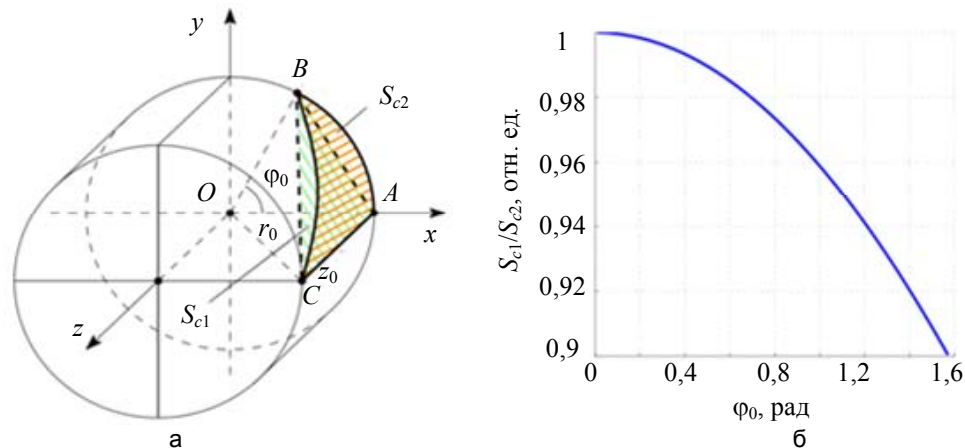 y
B
S_c2
φ0
O
A
r0
x
z0
C
S_c1
z
а
S_c1/S_c2, отн. ед.
1
0,98
0,96
0,94
0,92
0,9
0 0,4 0,8 1,2 1,6
φ0, рад
б